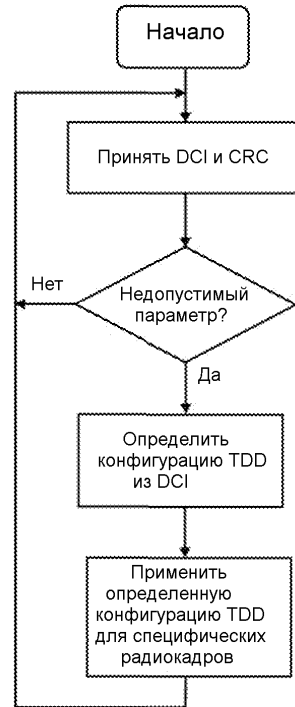 Начало
Принять DCI и CRC
Нет
Недопустимый
параметр?
Да
Определить
конфигурацию TDD
из DCI
Применить
определенную
конфигурацию TDD
для специфических
радиокадров